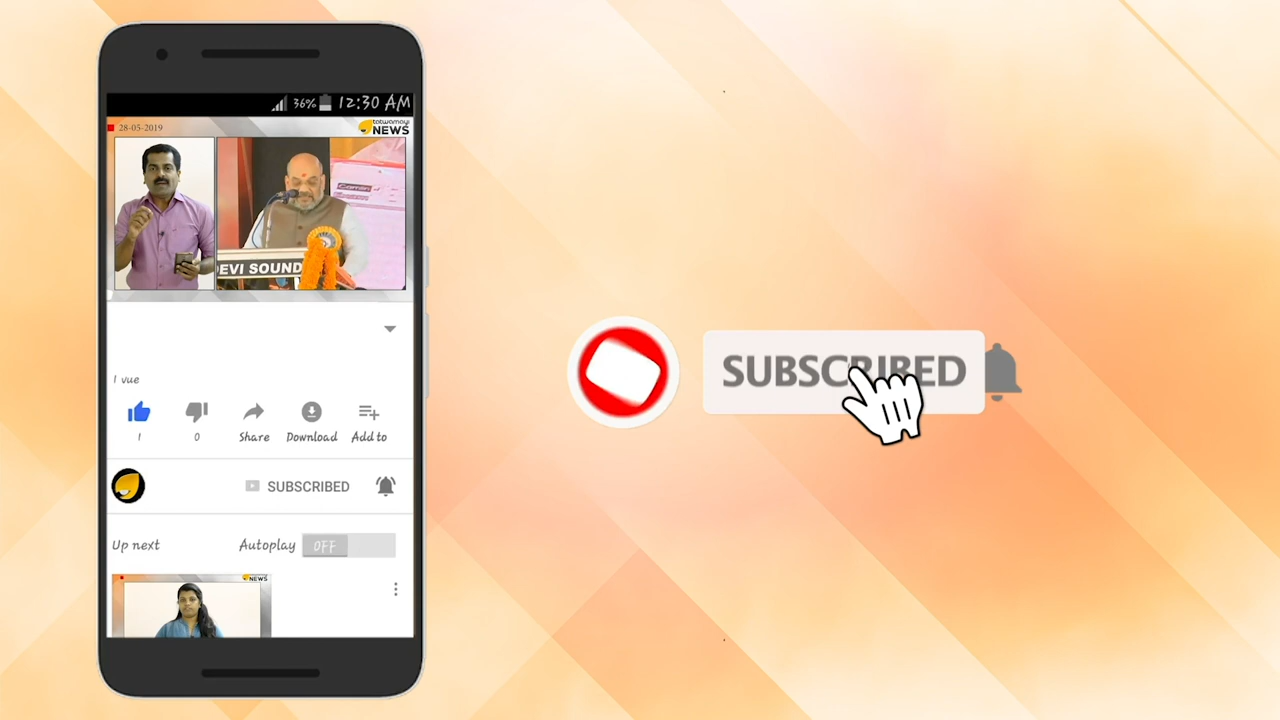 36% 12:30 AM
28-05-2019
tatwamayi
NEWS
DEVI SOUND
1 vue
1
0
Share
Download
Add to
SUBSCRIBED
Up next
Autoplay
OFF
NEWS
SUBSCRIBED